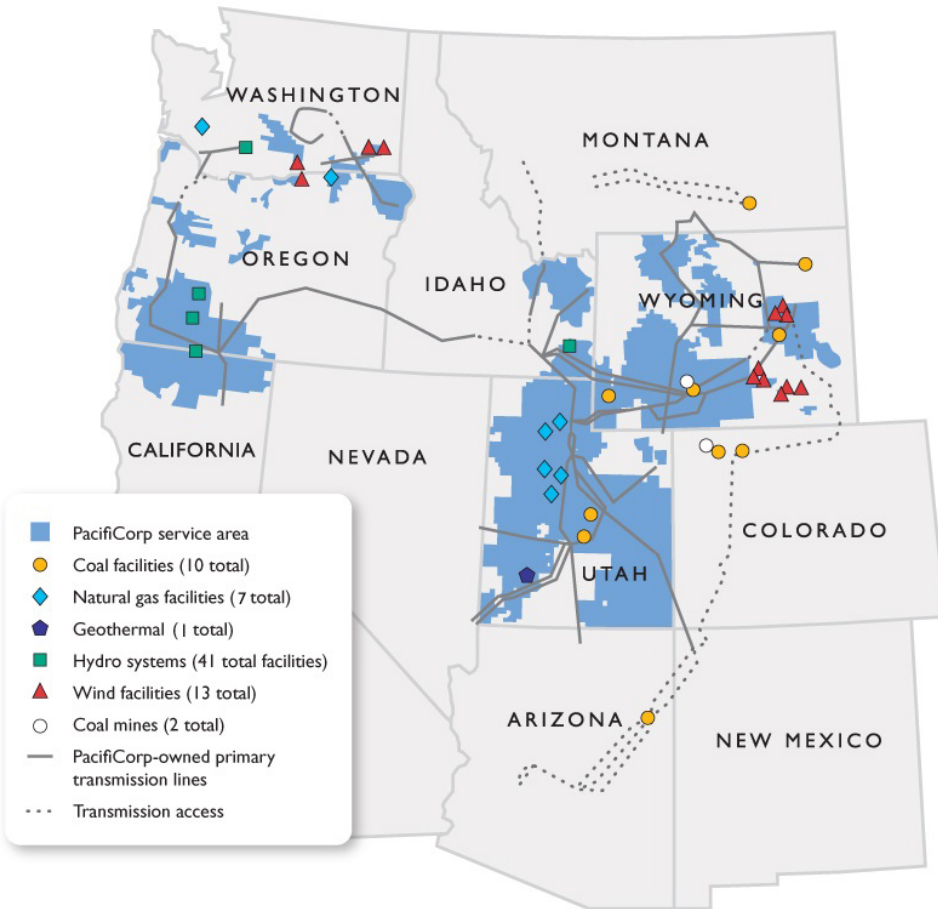 WASHINGTON
MONTANA
OREGON
IDAHO
WYOMING
CALIFORNIA
NEVADA
UTAH
COLORADO
ARIZONA
NEW MEXICO
PacifiCorp service area
Coal facilities (10 total)
Natural gas facilities (7 total)
Geothermal (1 total)
Hydro systems (41 total facilities)
Wind facilities (13 total)
Coal mines (2 total)
PacifiCorp-owned primary
transmission lines
Transmission access